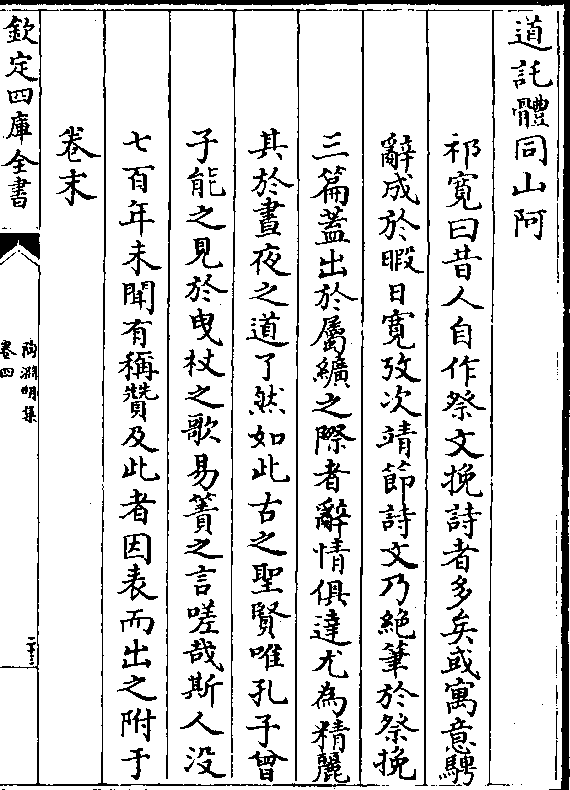 道託體同山阿
祁寛曰昔人自作祭文挽詩者多矣或寓意騁
辭成於暇日寛攷次靖節詩文乃絶筆於祭挽
三篇蓋出於屬纊之際者辭情俱達尤為精麗
其於晝夜之道了然如此古之聖賢唯孔子曾
子能之見於曵杖之歌易簀之言嗟哉斯人没
七百年未聞有稱贊及此者因表而出之附于
卷末
欽定四庫全書
陶淵明集
卷四
二十三